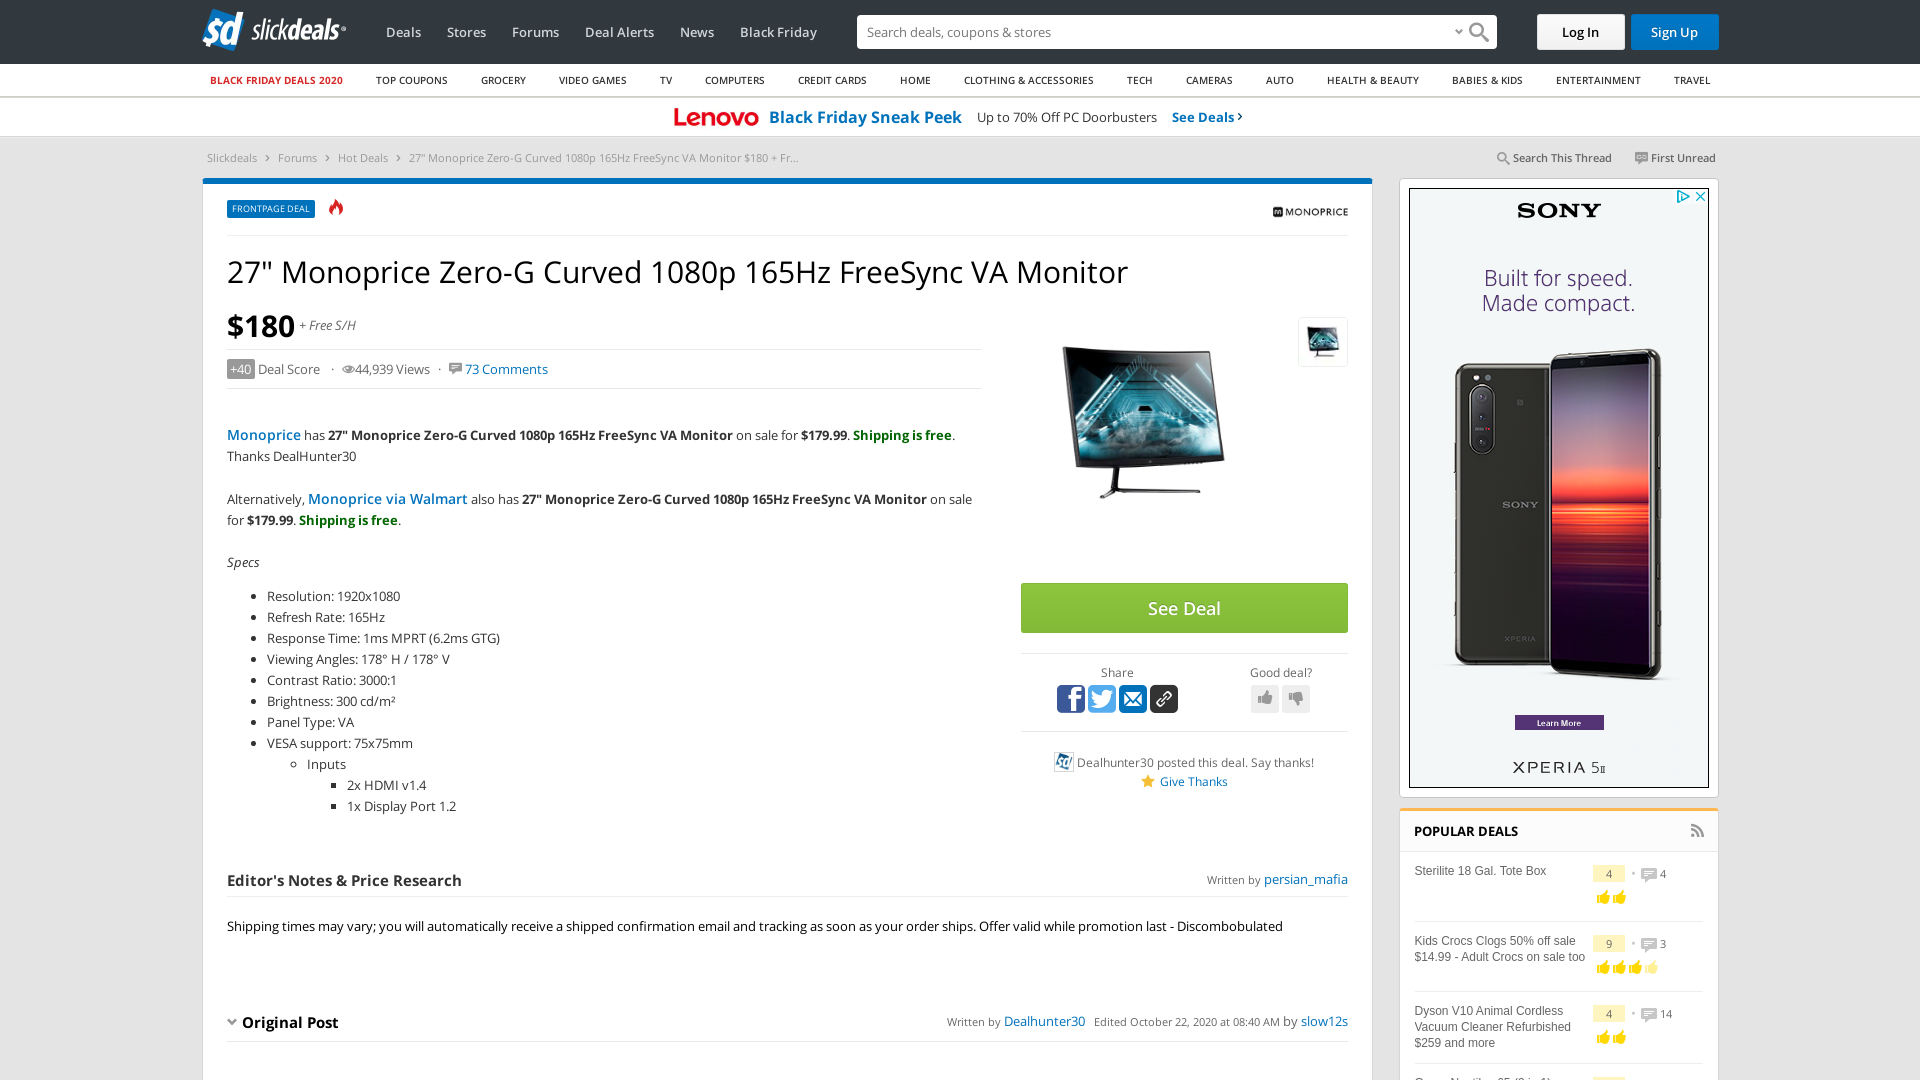 slickdeals
Deals
Stores
Forums
Deal Alerts
News
Black Friday
Search deals, coupons & stores
Log In
Sign Up
BLACK FRIDAY DEALS 2020
TOP COUPONS
GROCERY
VIDEO GAMES
TV
COMPUTERS
CREDIT CARDS
HOME
CLOTHING & ACCESSORIES
TECH
CAMERAS
AUTO
HEALTH & BEAUTY
BABIES & KIDS
ENTERTAINMENT
TRAVEL
Lenovo Black Friday Sneak Peek Up to 70% Off PC Doorbusters See Deals
Slickdeals > Forums > Hot Deals > 27" Monoprice Zero-G Curved 1080p 165Hz FreeSync VA Monitor $180 + Fr...
Search This Thread
First Unread
FRONTPAGE DEAL
MONOPRICE
27" Monoprice Zero-G Curved 1080p 165Hz FreeSync VA Monitor
$180 + Free S/H
+40 Deal Score · 44,939 Views · 73 Comments
Monoprice has 27" Monoprice Zero-G Curved 1080p 165Hz FreeSync VA Monitor on sale for $179.99. Shipping is free.
Thanks DealHunter30
Alternatively, Monoprice via Walmart also has 27" Monoprice Zero-G Curved 1080p 165Hz FreeSync VA Monitor on sale
for $179.99. Shipping is free.
Specs
Resolution: 1920x1080
Refresh Rate: 165Hz
Response Time: 1ms MPRT (6.2ms GTG)
Viewing Angles: 178° H / 178° V
Contrast Ratio: 3000:1
Brightness: 300 cd/m²
Panel Type: VA
VESA support: 75x75mm
Inputs
2x HDMI v1.4
1x Display Port 1.2
See Deal
Share
Good deal?
Dealhunter30 posted this deal. Say thanks!
Give Thanks
Editor's Notes & Price Research
Written by persian_mafia
Shipping times may vary; you will automatically receive a shipped confirmation email and tracking as soon as your order ships. Offer valid while promotion last - Discombobulated
Original Post
Written by Dealhunter30 Edited October 22, 2020 at 08:40 AM by slow12s
SONY
Built for speed.
Made compact.
SONY
SONY
XPERIA
Learn More
XPERIA 5 II
POPULAR DEALS
Sterilite 18 Gal. Tote Box
4 • 4
Kids Crocs Clogs 50% off sale
$14.99 - Adult Crocs on sale too
9 • 3
Dyson V10 Animal Cordless
Vacuum Cleaner Refurbished
$259 and more
4 • 14